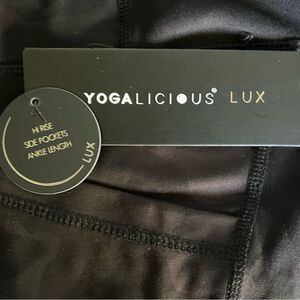 YOGALICIOUS® LUX
HI RISE
SIDE POCKETS
ANKLE LENGTH
LUX